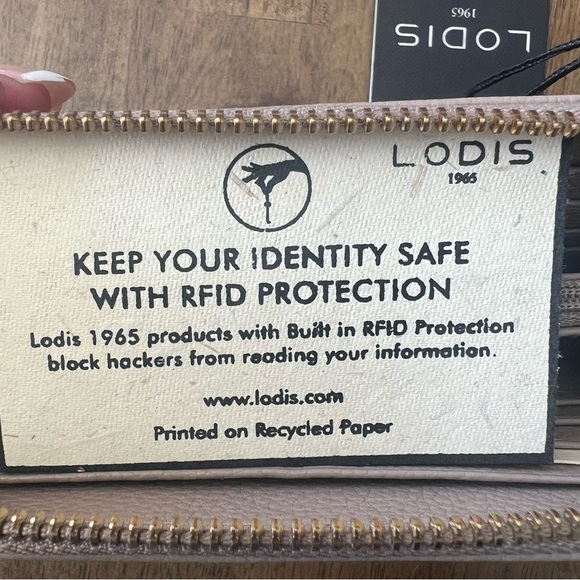 LODIS
1965
LODIS
1965
KEEP YOUR IDENTITY SAFE
WITH RFID PROTECTION
Lodis 1965 products with Built in RFID Protection
block hackers from reading your information.
www.lodis.com
Printed on Recycled Paper